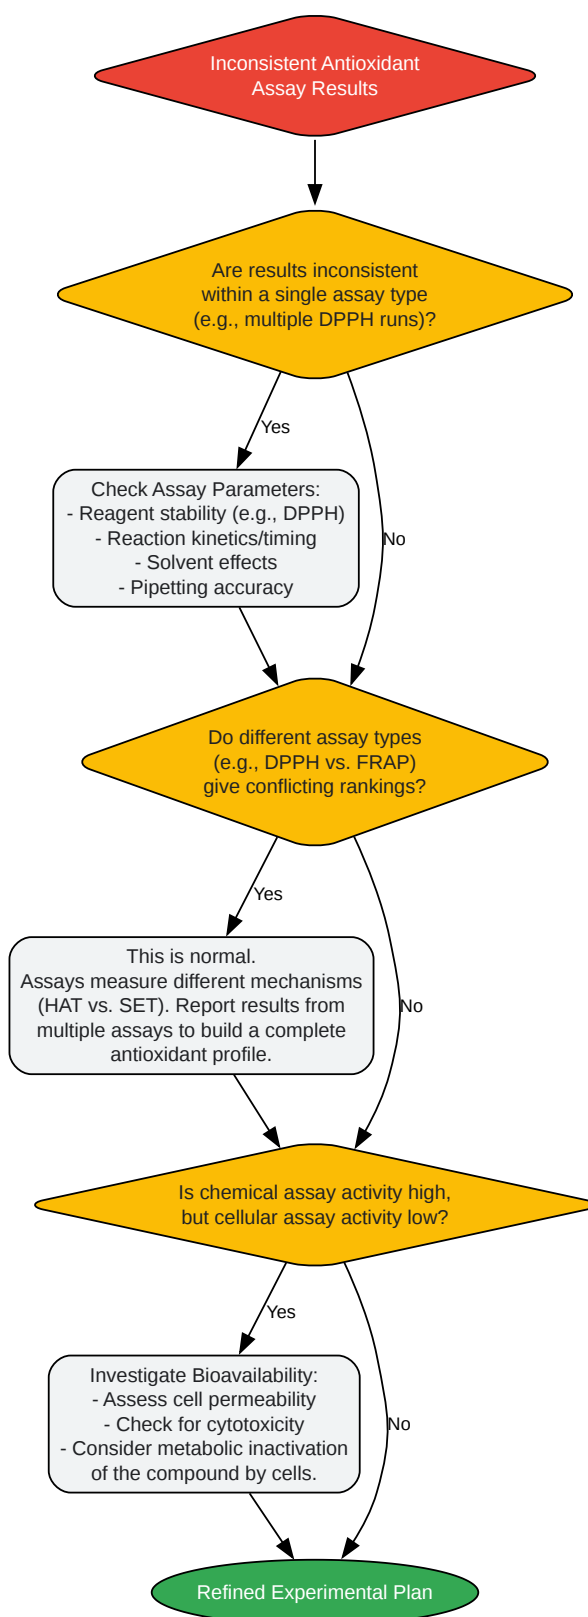 Inconsistent Antioxidant
Assay Results
Are results inconsistent
within a single assay type
(e.g., multiple DPPH runs)?
Yes
Check Assay Parameters:
- Reagent stability (e.g., DPPH)
- Reaction kinetics/timing
- Solvent effects
- Pipetting accuracy
No
Do different assay types
(e.g., DPPH vs. FRAP)
give conflicting rankings?
Yes
This is normal.
Assays measure different mechanisms
(HAT vs. SET). Report results from
multiple assays to build a complete
antioxidant profile.
No
Is chemical assay activity high,
but cellular assay activity low?
Yes
Investigate Bioavailability:
- Assess cell permeability
- Check for cytotoxicity
- Consider metabolic inactivation
of the compound by cells.
No
Refined Experimental Plan